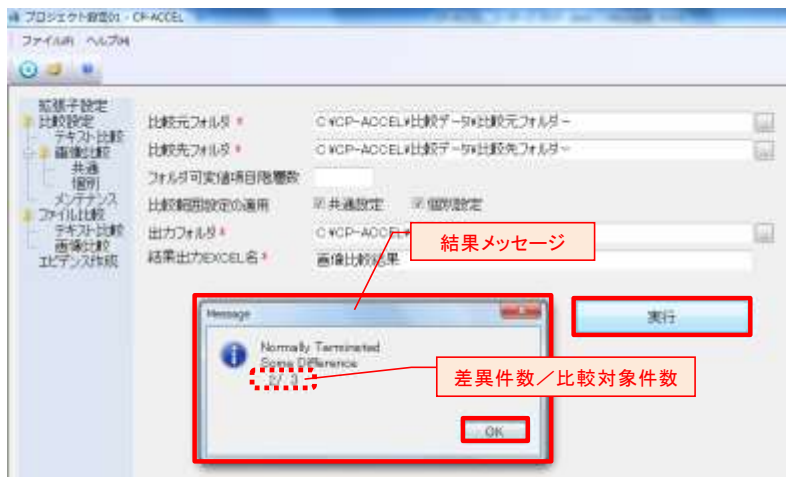 プロジェクト設定01 - CP-ACCEL
ファイル(F) ヘルプ(H)
拡張子設定
比較設定
テキスト比較
画像比較
共通
個別
メンテナンス
ファイル比較
テキスト比較
画像比較
エビデンス作成
比較元フォルダ * C:¥CP-ACCEL¥比較データ¥比較元フォルダー ...
比較先フォルダ * C:¥CP-ACCEL¥比較データ¥比較先フォルダー ...
フォルダ可変値項目階層数
比較範囲設定の適用 共通設定 個別設定
出力フォルダ * C:¥CP-ACCEL¥ ...
結果出力EXCEL名 * 画像比較結果
結果メッセージ
実行
Message
Normally Terminated
Some Difference
2/ 3
差異件数／比較対象件数
OK